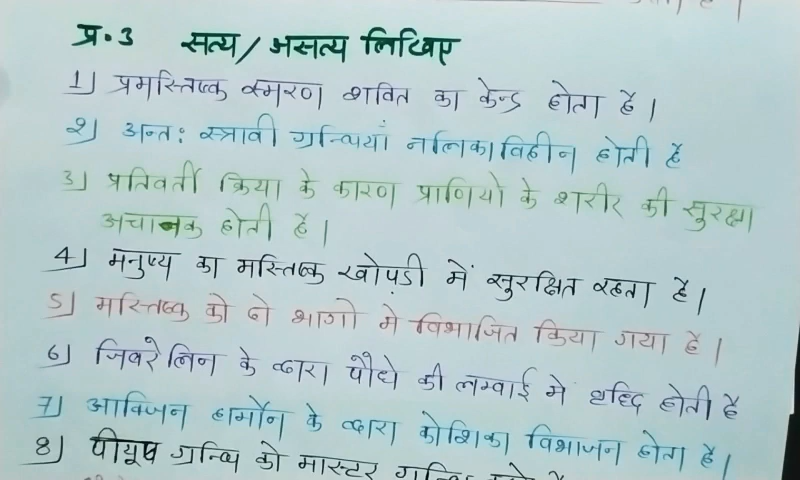 प्र॰3 सत्य/असत्य लिखिए
1) प्रमस्तिष्क स्मरण शक्ति का केन्द्र होता है।
2) अन्तः स्त्रावी ग्रन्थियाँ नलिकाविहीन होती है
3) प्रतिवर्ती क्रिया के कारण प्राणियो के शरीर की सुरक्षा
अचानक होती है।
4) मनुष्य का मस्तिष्क खोपड़ी में सुरक्षित रहता है।
5) मस्तिष्क को दो भागो मे विभाजित किया गया है।
6) जिबरेलिन के द्वारा पौधे की लम्बाई मे वृध्दि होती है
7) आक्जिन हार्मोन के द्वारा कोशिका विभाजन होता है।
8) पीयूष ग्रन्थि को मास्टर